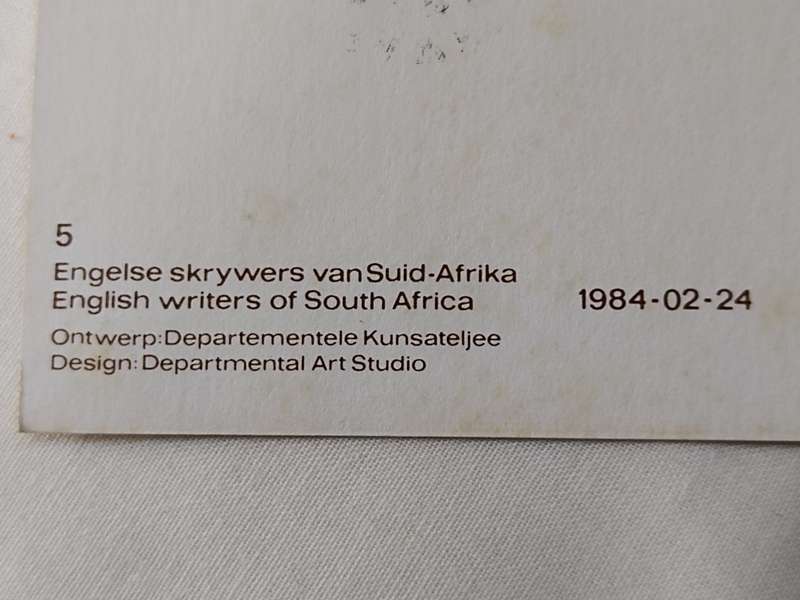 5
Engelse skrywers van Suid-Afrika
English writers of South Africa 1984-02-24
Ontwerp: Departementele Kunsateljee
Design: Departmental Art Studio